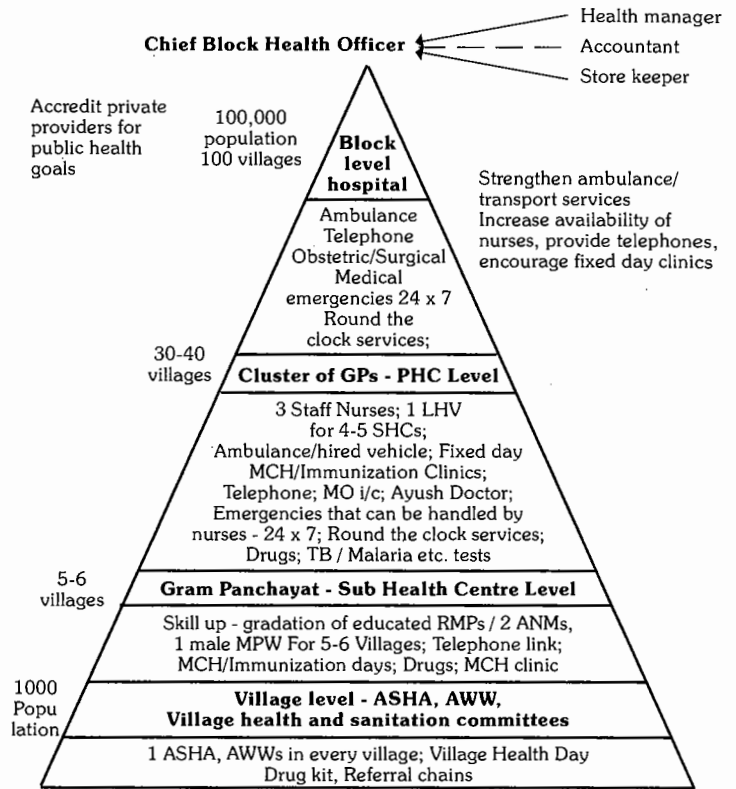 Health manager
Chief Block Health Officer
Accountant
Store keeper
Accredit private
providers for
public health
goals
100,000
population
100 villages
Block
level
hospital
Strengthen ambulance/
transport services
Increase availability of
nurses, provide telephones,
encourage fixed day clinics
Ambulance
Telephone
Obstetric/Surgical
Medical
emergencies 24 x 7
Round the
clock services;
30-40
villages
Cluster of GPs - PHC Level
3 Staff Nurses; 1 LHV
for 4-5 SHCs;
Ambulance/hired vehicle; Fixed day
MCH/Immunization Clinics;
Telephone; MO i/c; Ayush Doctor;
Emergencies that can be handled by
nurses - 24 x 7; Round the clock services;
Drugs; TB / Malaria etc. tests
5-6
villages
Gram Panchayat - Sub Health Centre Level
Skill up - gradation of educated RMPs / 2 ANMs,
1 male MPW For 5-6 Villages; Telephone link;
MCH/Immunization days; Drugs; MCH clinic
1000
Popu
lation
Village level - ASHA, AWW,
Village health and sanitation committees
1 ASHA, AWWs in every village; Village Health Day
Drug kit, Referral chains